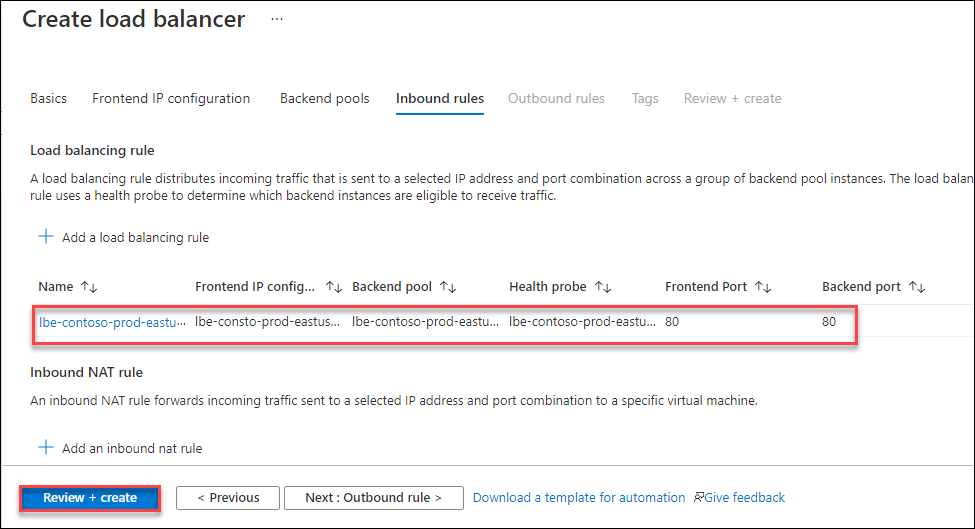 Create load balancer ...
Basics Frontend IP configuration Backend pools Inbound rules Outbound rules Tags Review + create
Load balancing rule
A load balancing rule distributes incoming traffic that is sent to a selected IP address and port combination across a group of backend pool instances. The load balan
rule uses a health probe to determine which backend instances are eligible to receive traffic.
+ Add a load balancing rule
Name ↑↓ Frontend IP config... ↑↓ Backend pool ↑↓ Health probe ↑↓ Frontend Port ↑↓ Backend port ↑↓
lbe-contoso-prod-eastu... lbe-consto-prod-eastus... lbe-contoso-prod-eastu... lbe-contoso-prod-eastu... 80 80
Inbound NAT rule
An inbound NAT rule forwards incoming traffic sent to a selected IP address and port combination to a specific virtual machine.
+ Add an inbound nat rule
Review + create < Previous Next : Outbound rule > Download a template for automation Give feedback